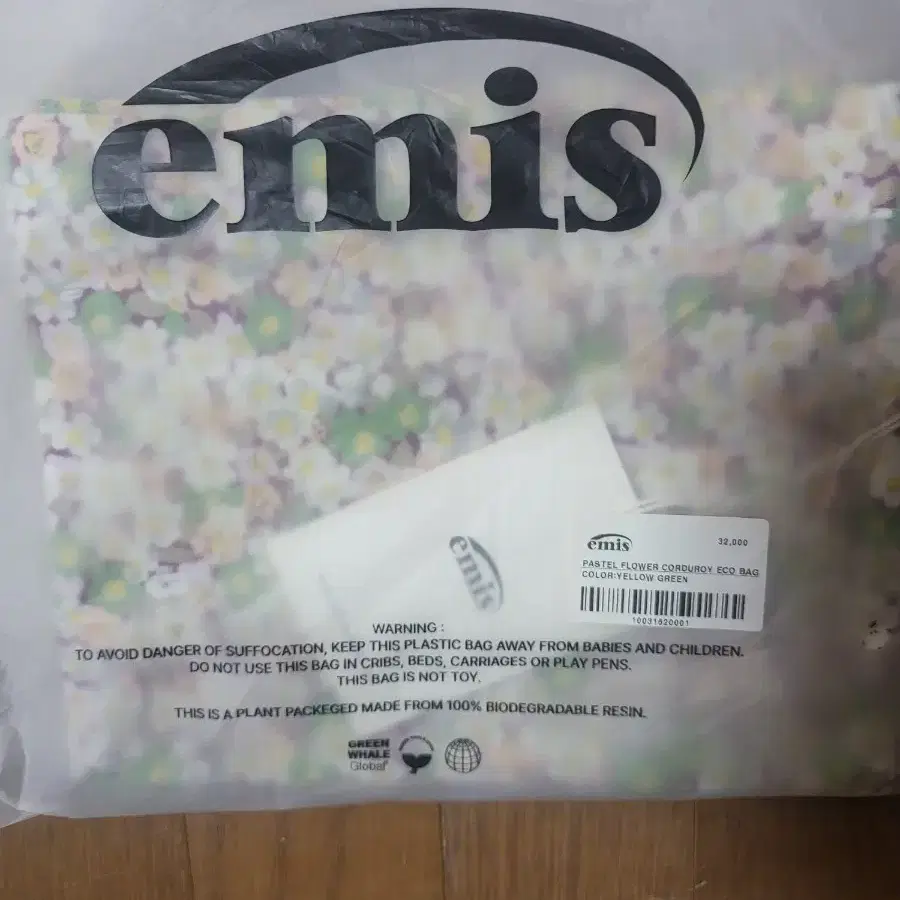 emis
emis
emis
32,000
PASTEL FLOWER CORDUROY ECO BAG
COLOR:YELLOW GREEN
10031620001
WARNING :
TO AVOID DANGER OF SUFFOCATION, KEEP THIS PLASTIC BAG AWAY FROM BABIES AND CHILDREN.
DO NOT USE THIS BAG IN CRIBS, BEDS, CARRIAGES OR PLAY PENS.
THIS BAG IS NOT TOY.
THIS IS A PLANT PACKEGED MADE FROM 100% BIODEGRADABLE RESIN.
GREEN
WHALE
Global